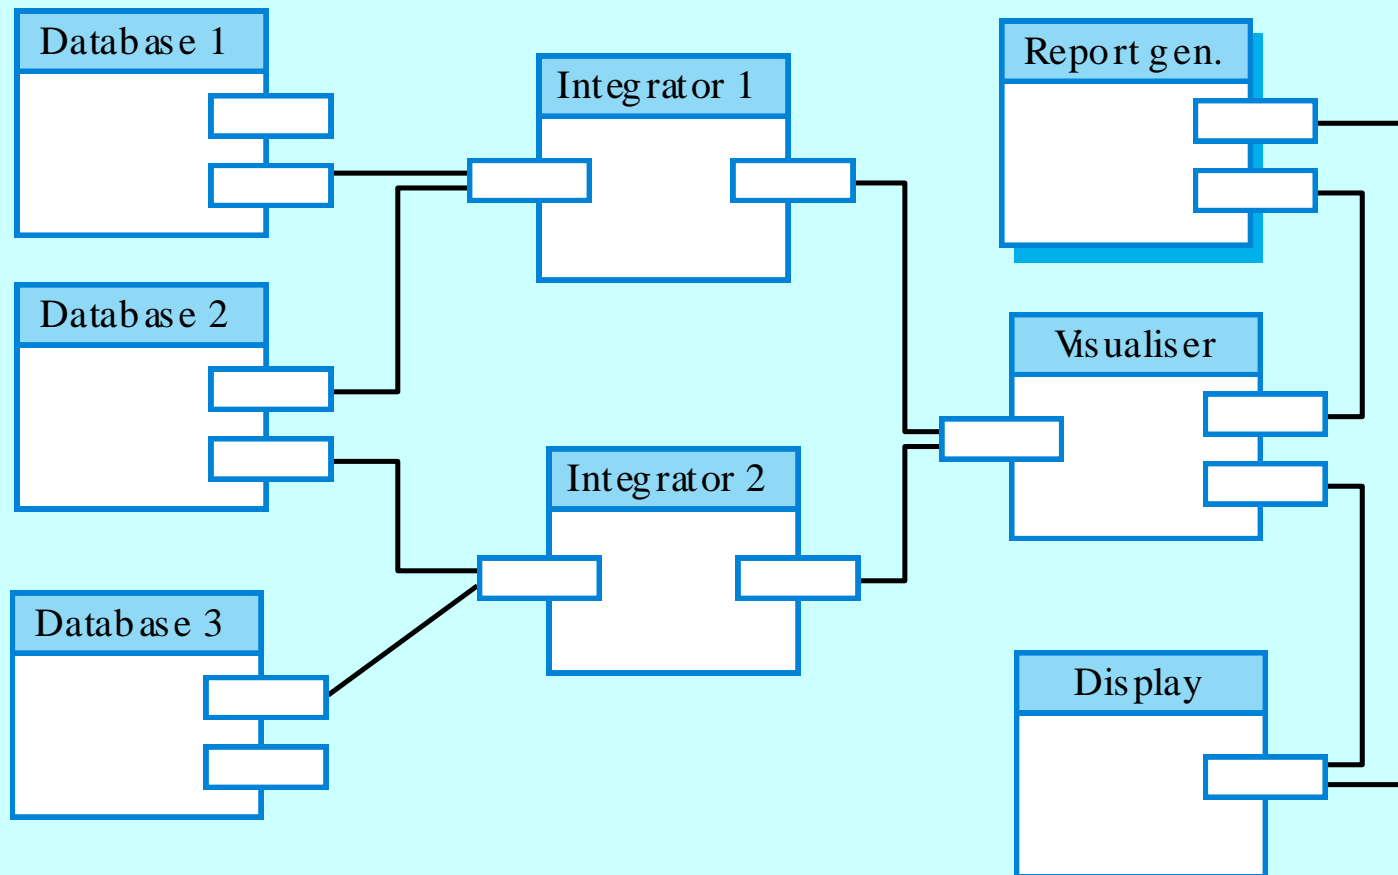 Database 1
Integrator 1
Report gen.
Database 2
Visualiser
Integrator 2
Database 3
Display